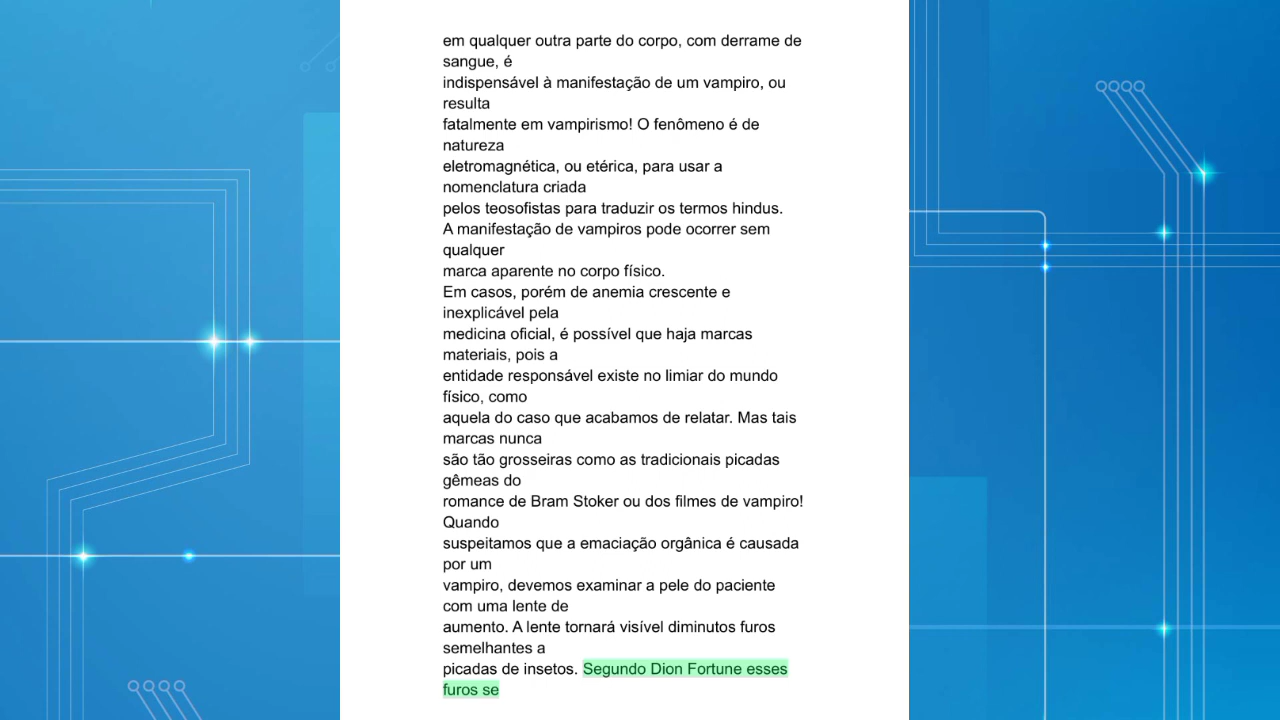 em qualquer outra parte do corpo, com derrame de
sangue, é
indispensável à manifestação de um vampiro, ou
resulta
fatalmente em vampirismo! O fenômeno é de
natureza
eletromagnética, ou etérica, para usar a
nomenclatura criada
pelos teosofistas para traduzir os termos hindus.
A manifestação de vampiros pode ocorrer sem
qualquer
marca aparente no corpo físico.
Em casos, porém de anemia crescente e
inexplicável pela
medicina oficial, é possível que haja marcas
materiais, pois a
entidade responsável existe no limiar do mundo
físico, como
aquela do caso que acabamos de relatar. Mas tais
marcas nunca
são tão grosseiras como as tradicionais picadas
gêmeas do
romance de Bram Stoker ou dos filmes de vampiro!
Quando
suspeitamos que a emaciação orgânica é causada
por um
vampiro, devemos examinar a pele do paciente
com uma lente de
aumento. A lente tornará visível diminutos furos
semelhantes a
picadas de insetos. Segundo Dion Fortune esses
furos se